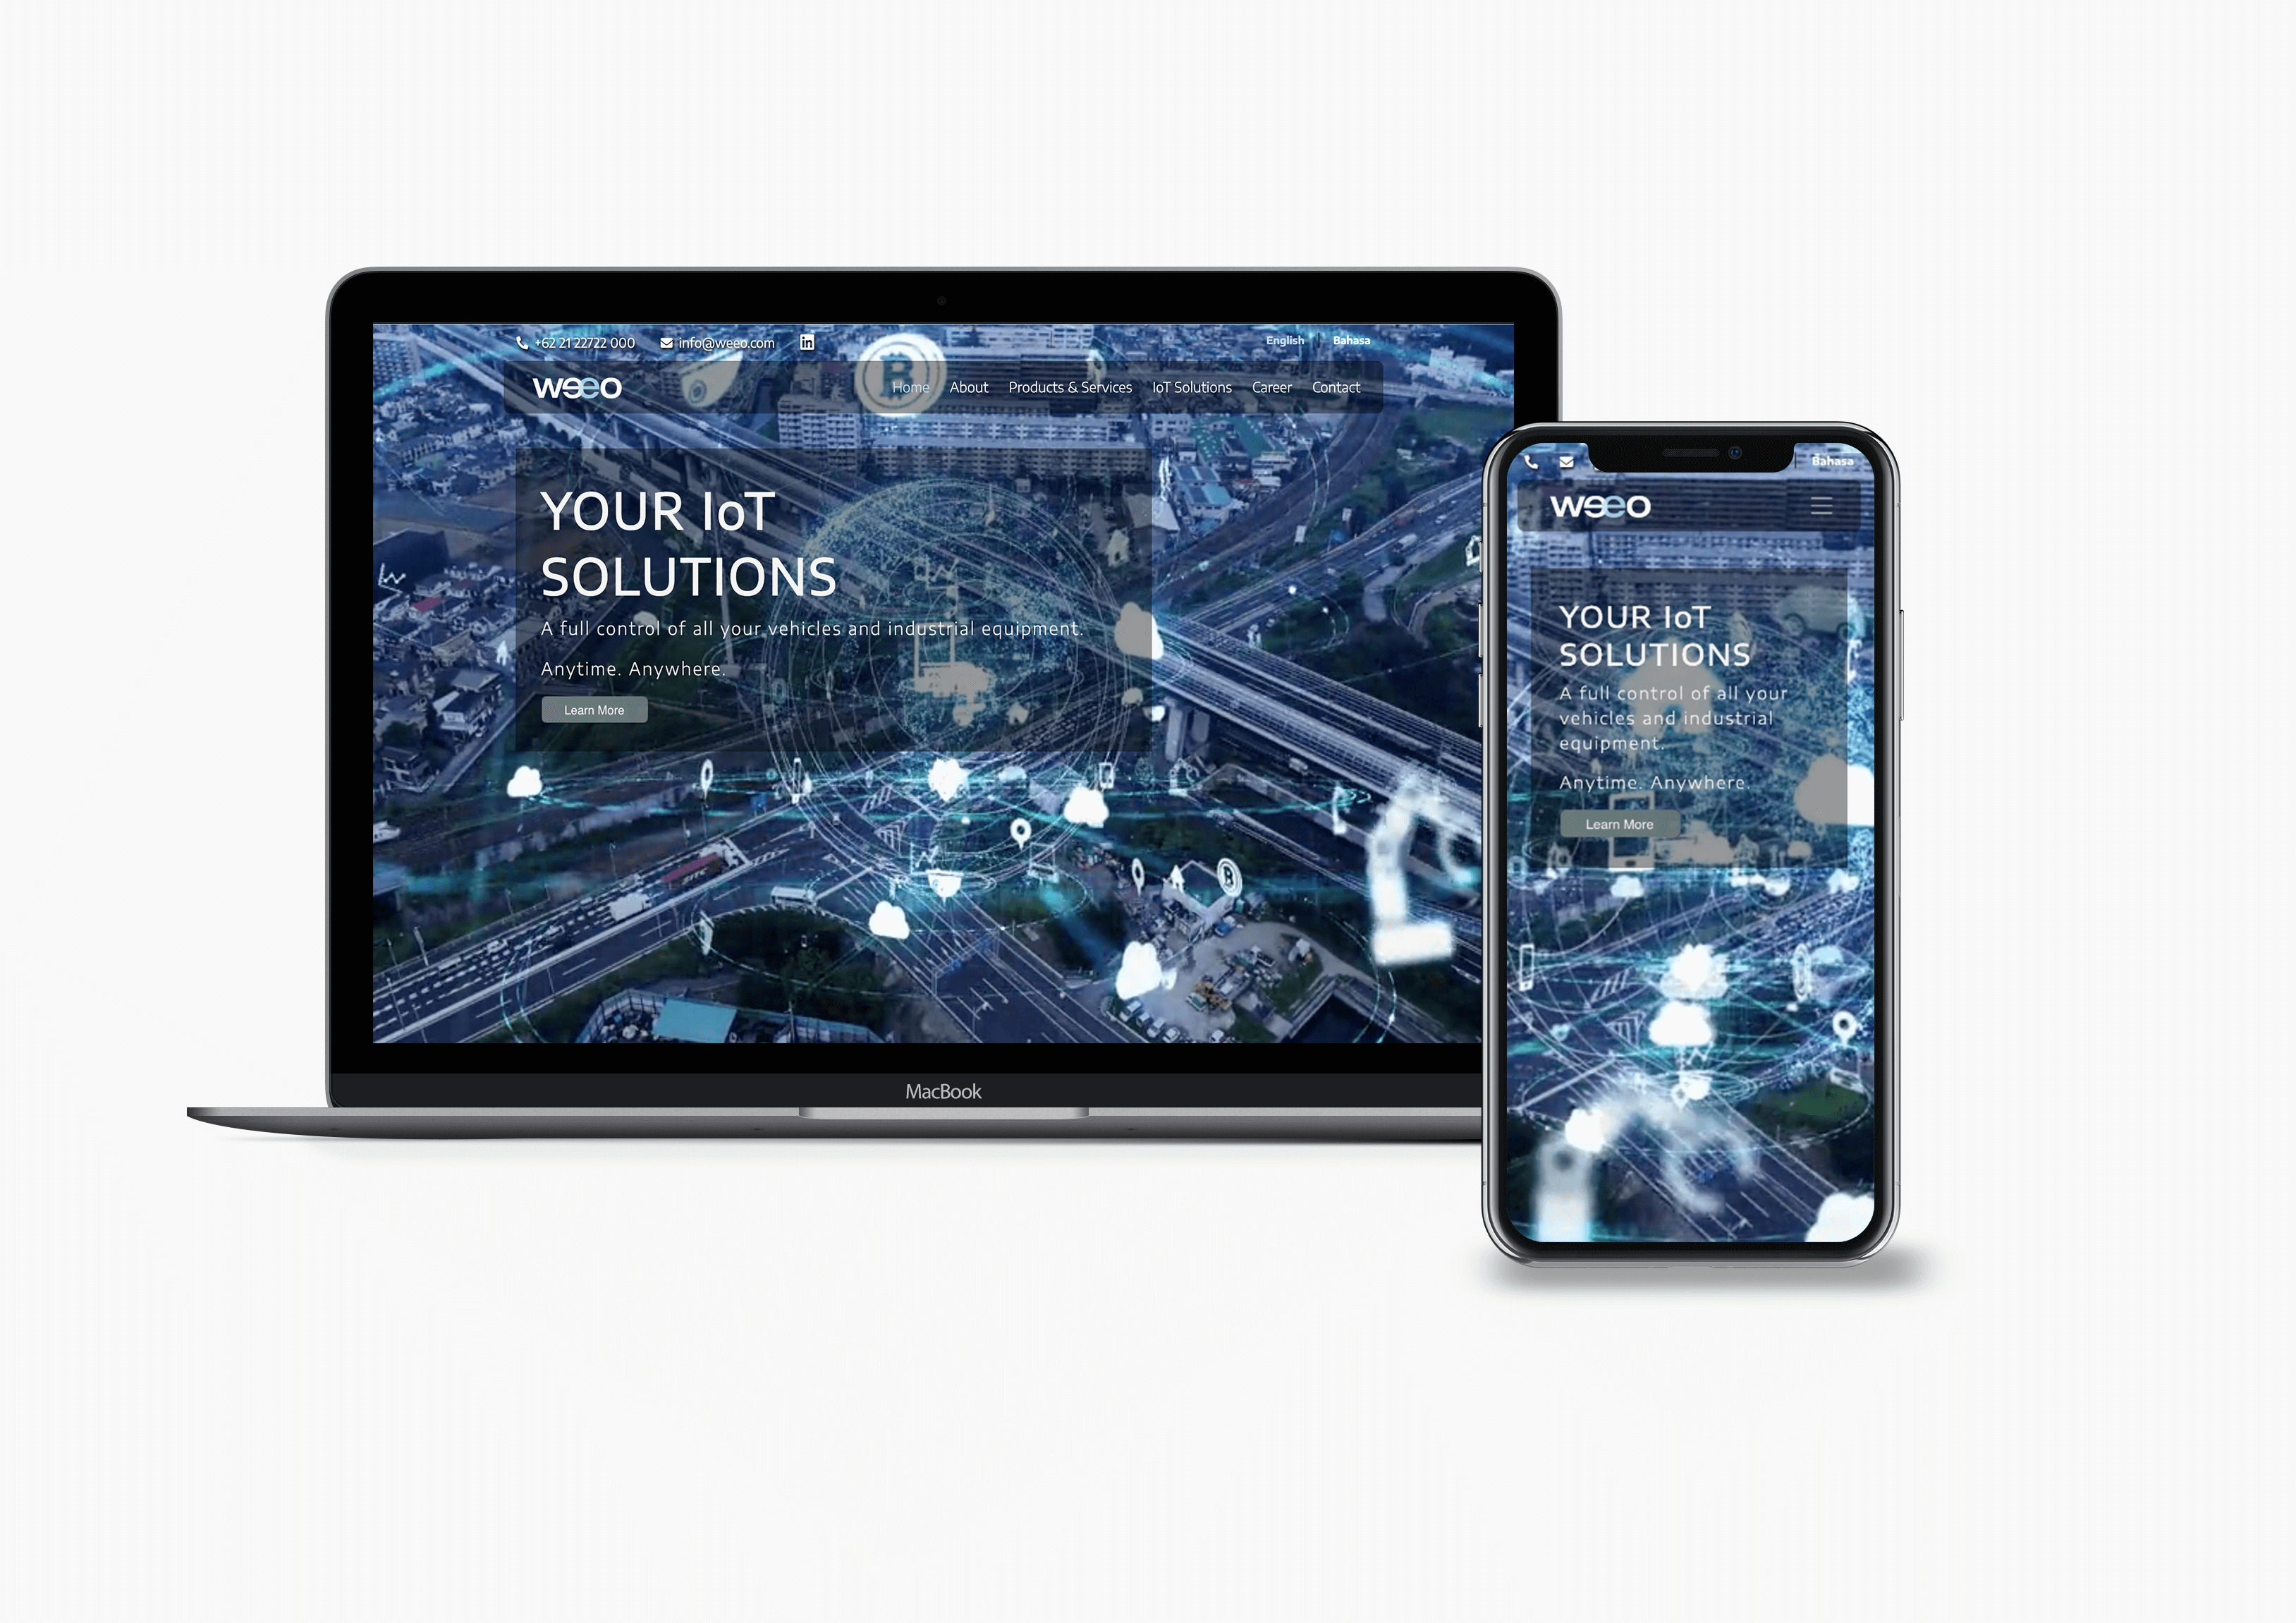 +62 21 22722 000 info@weeo.com in English Bahasa
weeo Home About Products & Services IoT Solutions Career Contact
YOUR IoT
SOLUTIONS
A full control of all your vehicles and industrial equipment.
Anytime. Anywhere.
Learn More
MacBook
Bahasa
weeo
YOUR IoT
SOLUTIONS
A full control of all your
vehicles and industrial
equipment.
Anytime. Anywhere.
Learn More